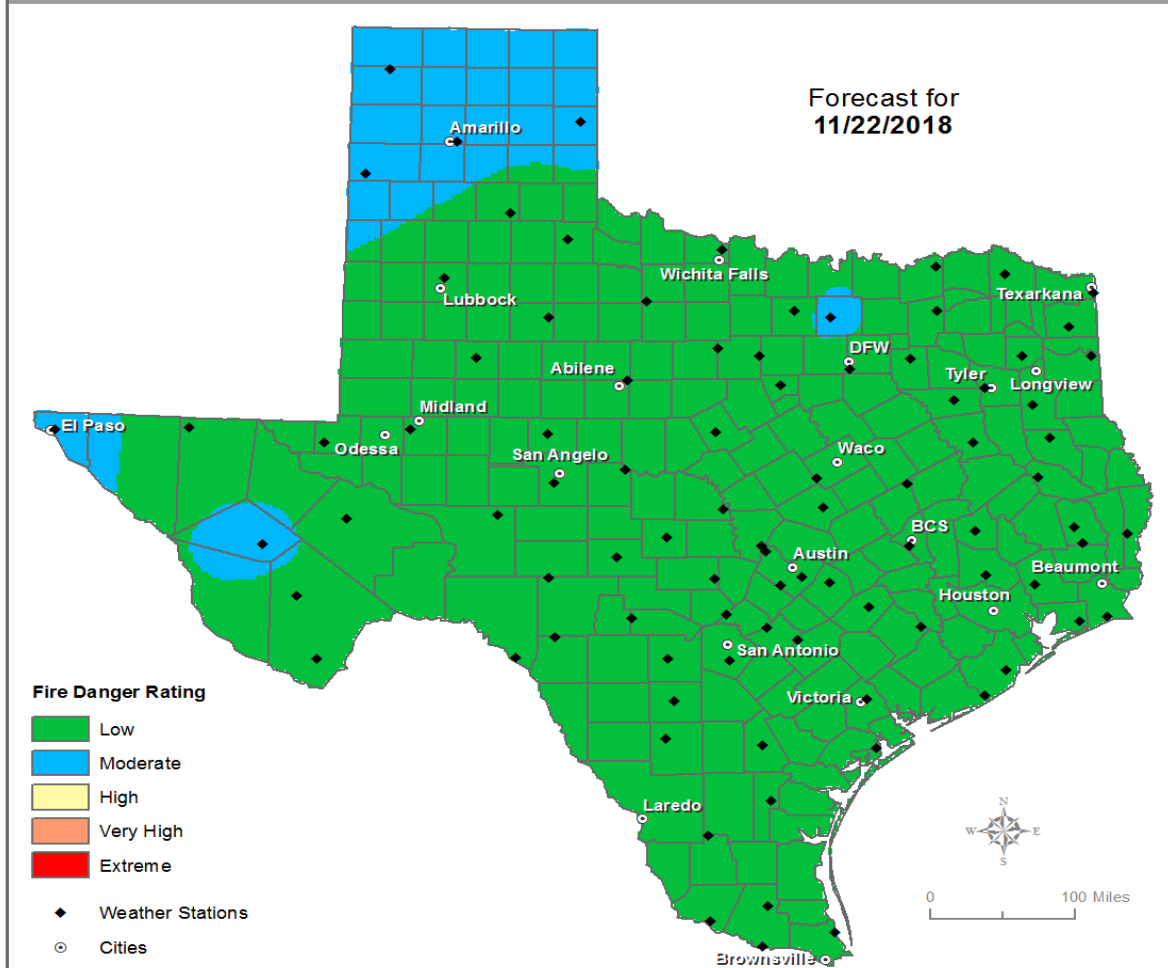 Forecast for
11/22/2018
Amarillo
Wichita Falls
Lubbock
Texarkana
DFW
Abilene
Tyler
Longview
Midland
El Paso
Odessa
San Angelo
Waco
BCS
Austin
Beaumont
Houston
San Antonio
Victoria
Laredo
Brownsville
Fire Danger Rating
Low
Moderate
High
Very High
Extreme
Weather Stations
Cities
N
W
E
S
0
100 Miles